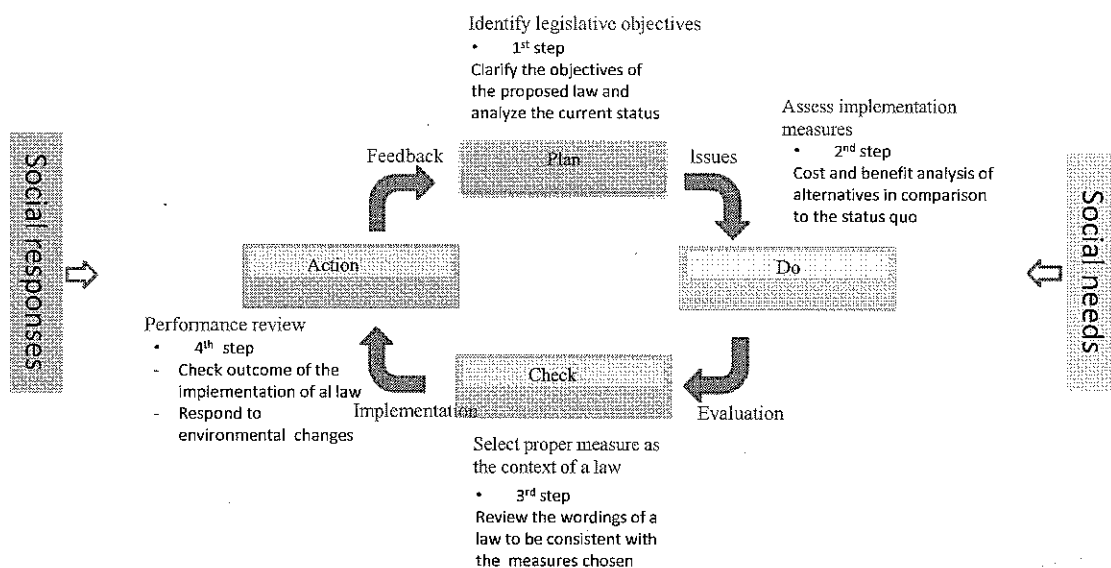 Identify legislative objectives
• 1st step
Clarify the objectives of
the proposed law and
analyze the current status
Assess implementation
measures
• 2nd step
Cost and benefit analysis of
alternatives in comparison
to the status quo
Feedback
Plan
Issues
Social responses
Action
Do
Social needs
Performance review
• 4th step
- Check outcome of the
implementation of al law
- Respond to
environmental changes
Implementation
Check
Evaluation
Select proper measure as
the context of a law
• 3rd step
Review the wordings of a
law to be consistent with
the measures chosen